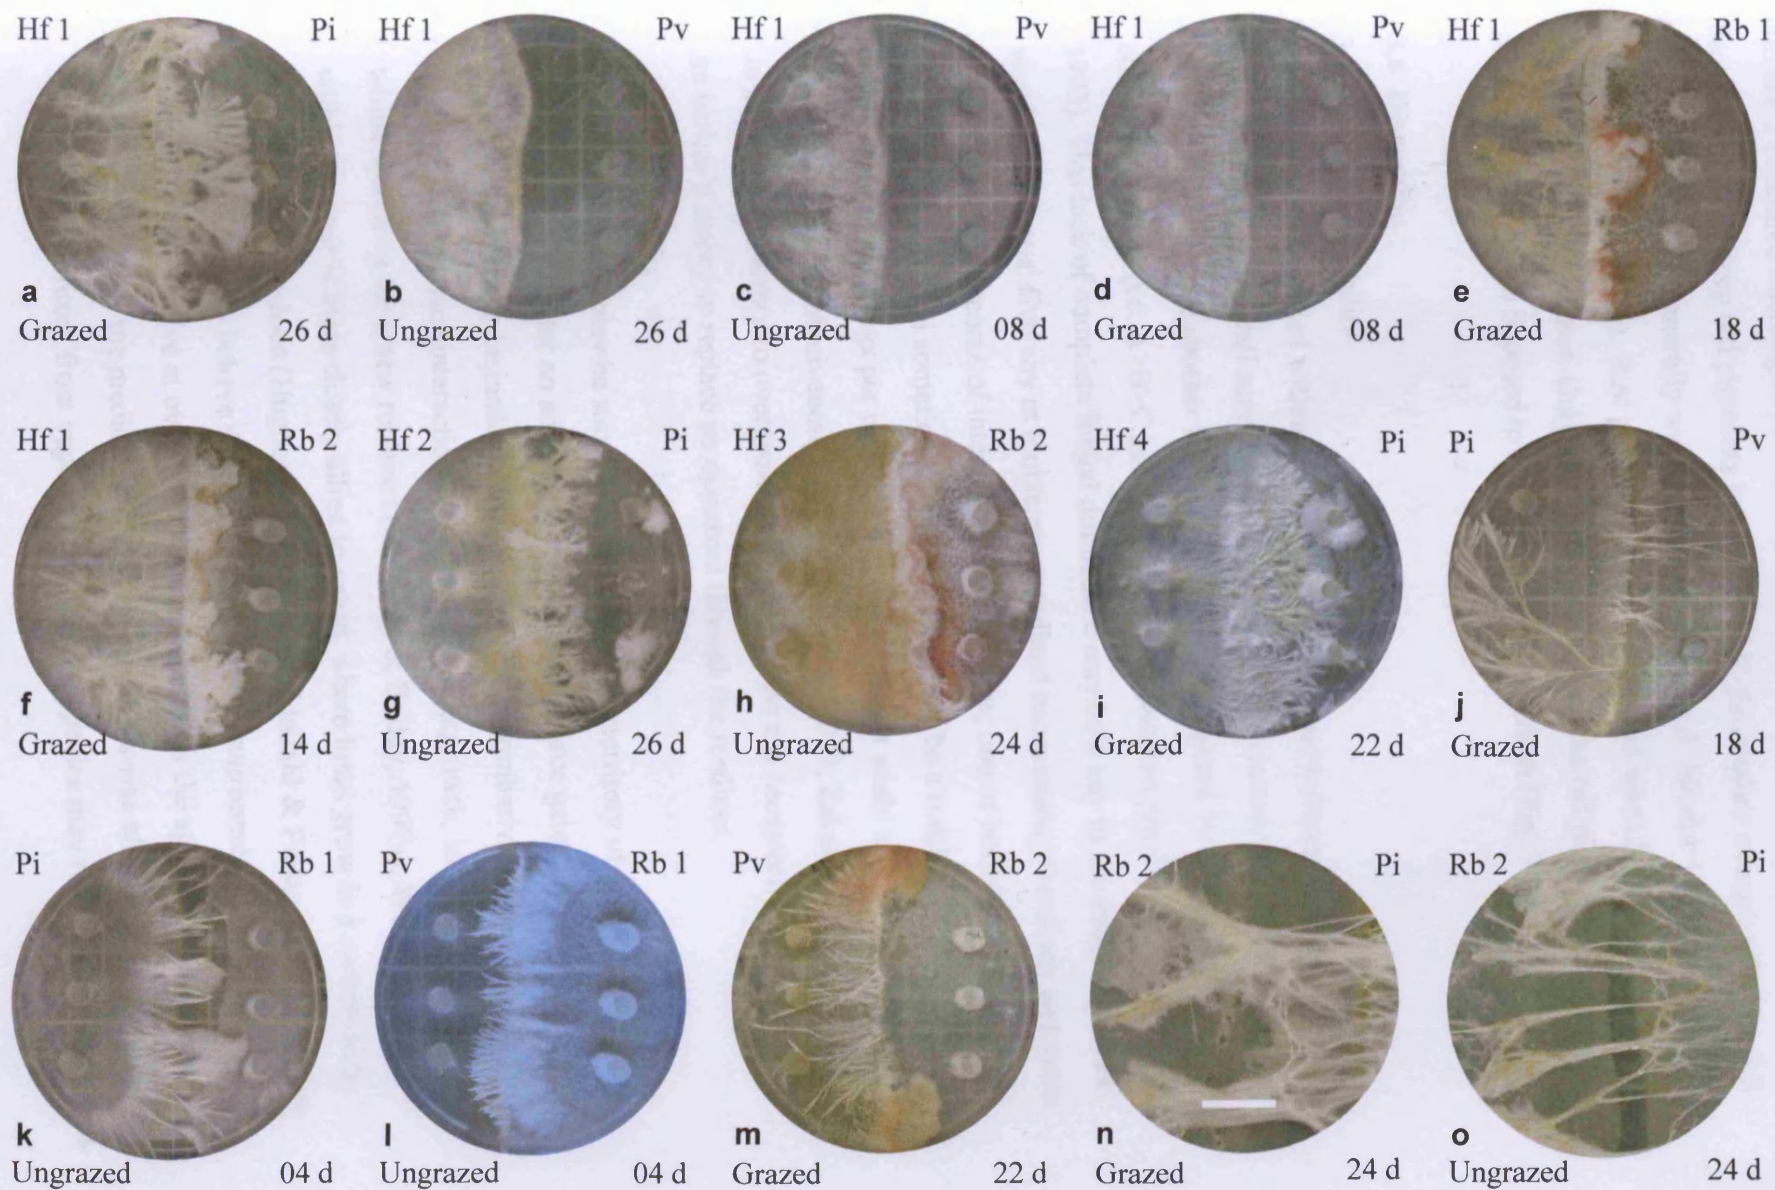 Hf 1 Pi Hf 1 Pv Hf 1 Pv Hf 1 Pv Hf 1 Rb 1
a b c d e
Grazed 26 d Ungrazed 26 d Ungrazed 08 d Grazed 08 d Grazed 18 d
Hf 1 Rb 2 Hf 2 Pi Hf 3 Rb 2 Hf 4 Pi Pi Pv
f g h i j
Grazed 14 d Ungrazed 26 d Ungrazed 24 d Grazed 22 d Grazed 18 d
Pi Rb 1 Pv Rb 1 Pv Rb 2 Rb 2 Pi Rb 2 Pi
k l m n o
Ungrazed 04 d Ungrazed 04 d Grazed 22 d Grazed 24 d Ungrazed 24 d